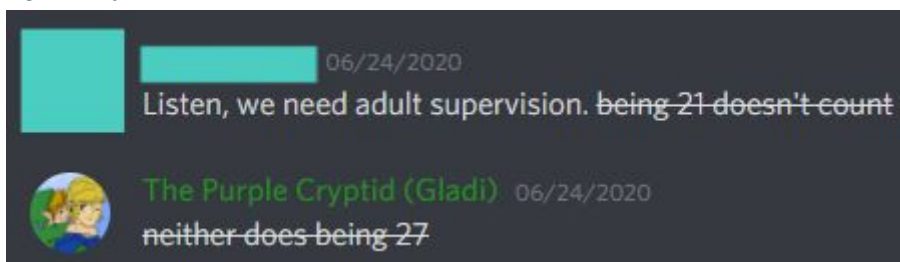 06/24/2020
Listen, we need adult supervision. being 21 doesn't count
The Purple Cryptid (Gladi) 06/24/2020
neither does being 27